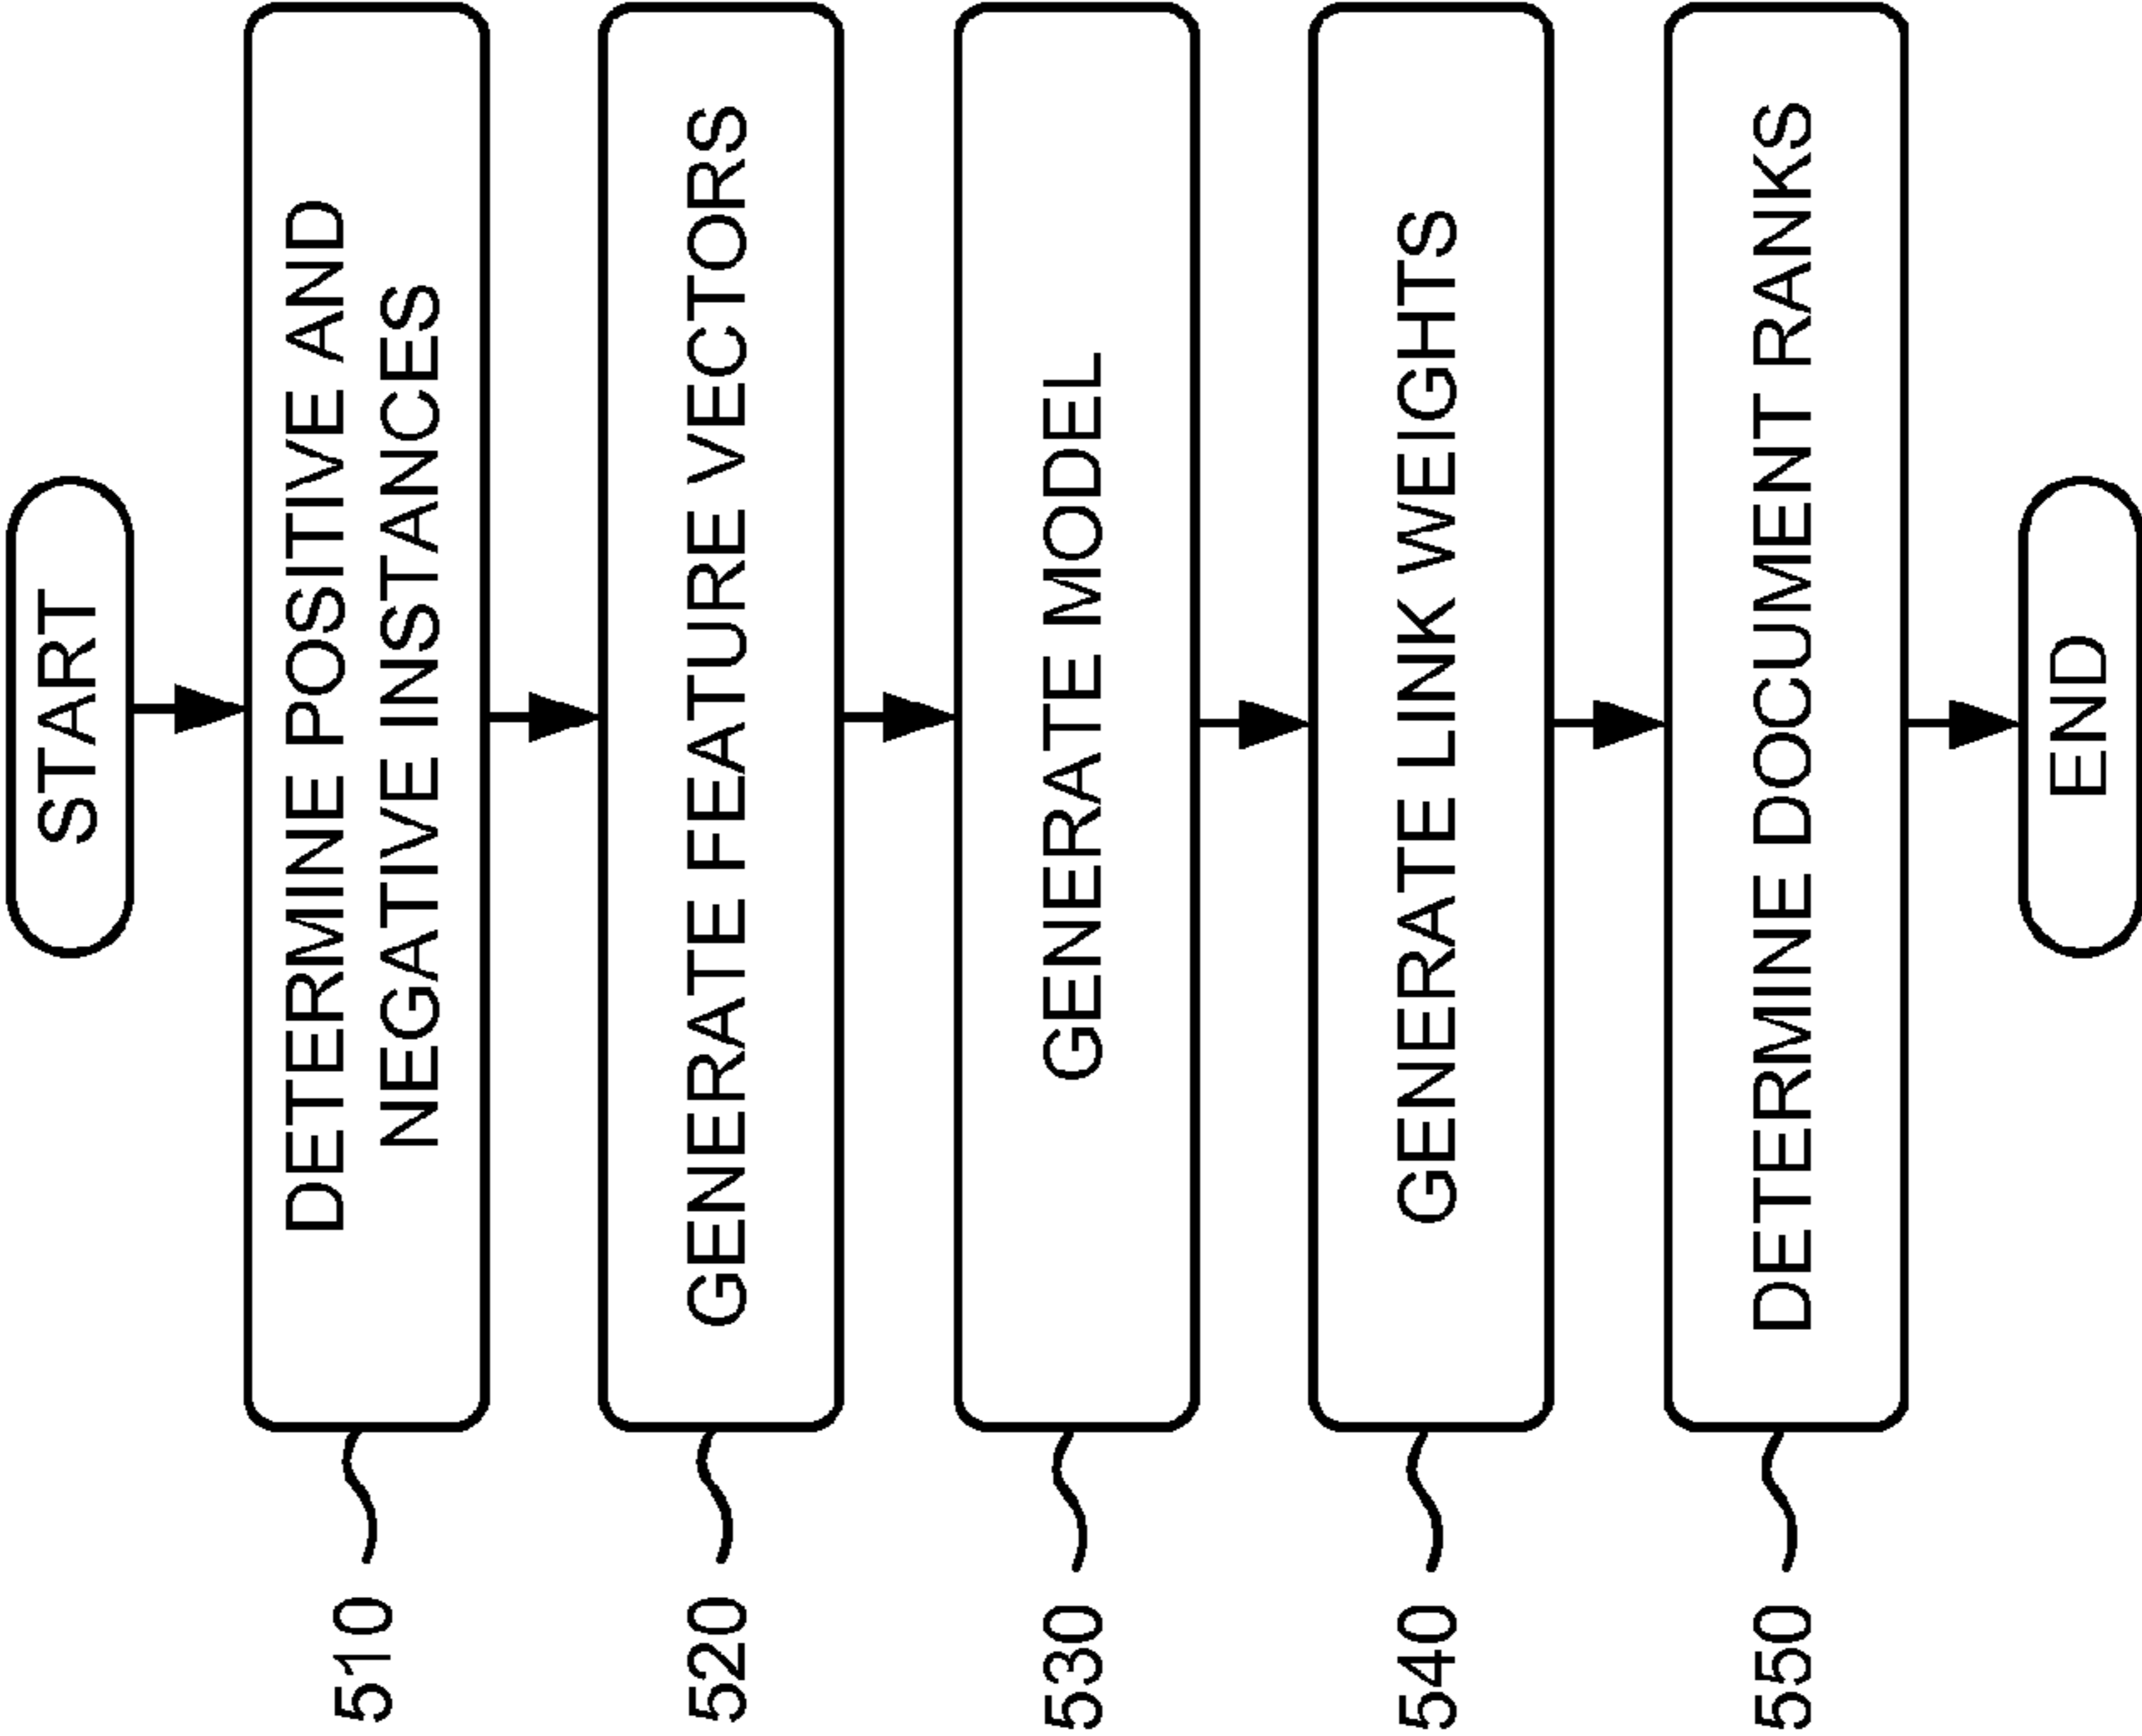 START
510
DETERMINE POSITIVE AND
NEGATIVE INSTANCES
520
GENERATE FEATURE VECTORS
530
GENERATE MODEL
540
GENERATE LINK WEIGHTS
550
DETERMINE DOCUMENT RANKS
END